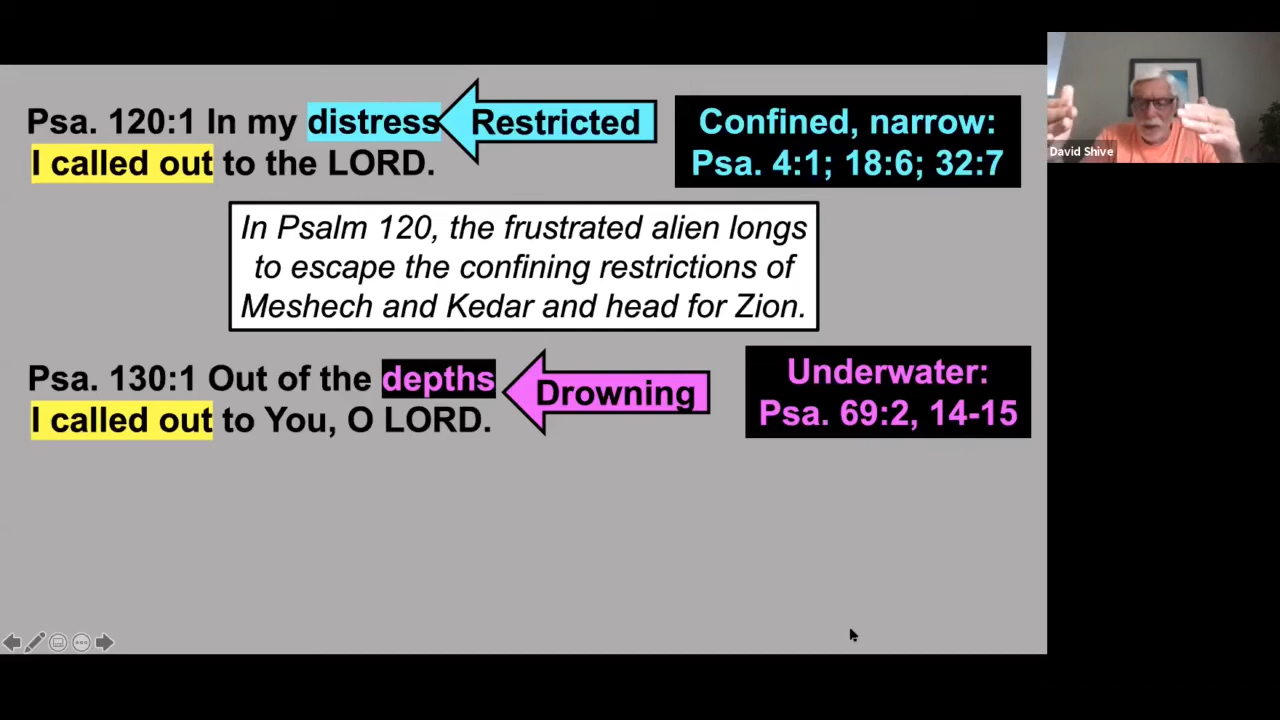 Psa. 120:1 In my distress
I called out to the LORD.
Restricted
Confined, narrow:
Psa. 4:1; 18:6; 32:7
David Shive
In Psalm 120, the frustrated alien longs
to escape the confining restrictions of
Meshech and Kedar and head for Zion.
Psa. 130:1 Out of the depths
I called out to You, O LORD.
Drowning
Underwater:
Psa. 69:2, 14-15